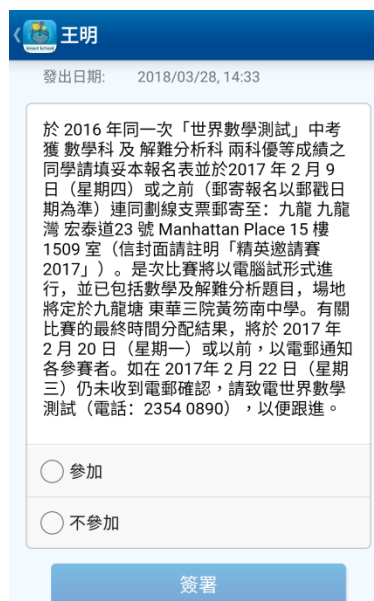 王明
發出日期: 2018/03/28, 14:33
於 2016 年同一次「世界數學測試」中考
獲 數學科 及 解難分析科 兩科優等成績之
同學請填妥本報名表並於2017 年 2 月 9
日（星期四）或之前（郵寄報名以郵戳日
期為準）連同劃線支票郵寄至：九龍 九龍
灣 宏泰道23 號 Manhattan Place 15 樓
1509 室（信封面請註明「精英邀請賽
2017」）。是次比賽將以電腦試形式進
行，並已包括數學及解難分析題目，場地
將定於九龍塘 東華三院黃笏南中學。有關
比賽的最終時間分配結果，將於 2017 年
2 月 20 日（星期一）或以前，以電郵通知
各參賽者。如在 2017年 2 月 22 日（星期
三）仍未收到電郵確認，請致電世界數學
測試（電話：2354 0890），以便跟進。
參加
不參加
簽署